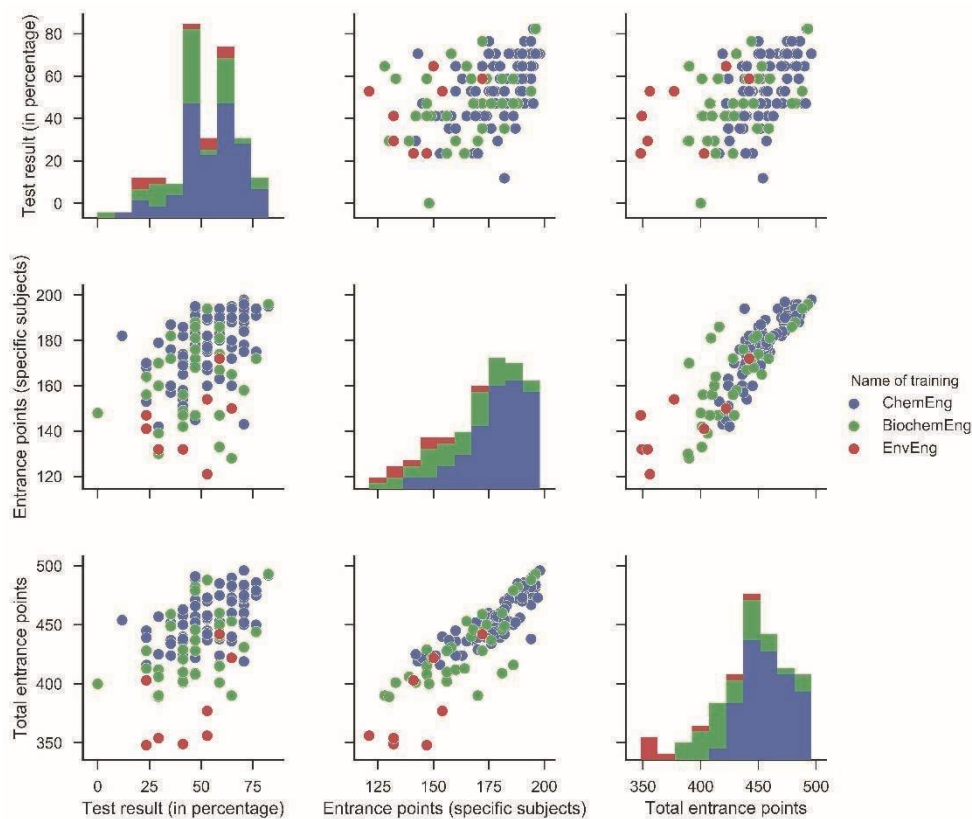 Test result (in percentage)
80
60
40
20
0
Entrance points (specific subjects)
200
180
160
140
120
Name of training
ChemEng
BiochemEng
EnvEng
Total entrance points
500
450
400
350
0 25 50 75 125 150 175 200 350 400 450 500
Test result (in percentage) Entrance points (specific subjects) Total entrance points